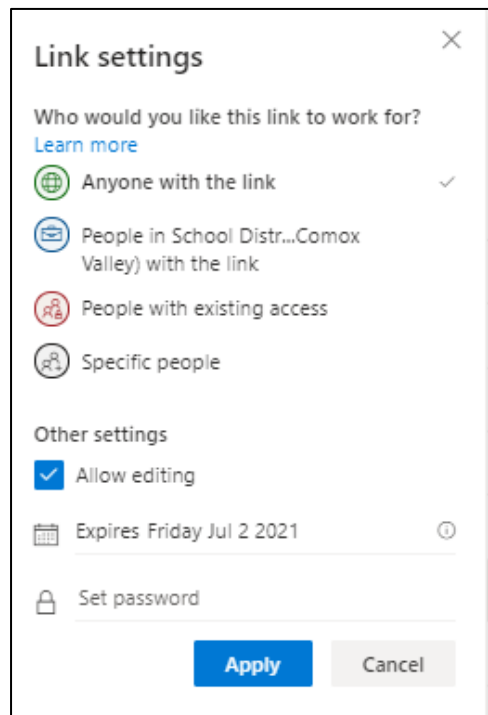 Link settings
Who would you like this link to work for?
Learn more
Anyone with the link
People in School Distr...Comox
Valley) with the link
People with existing access
Specific people
Other settings
Allow editing
Expires Friday Jul 2 2021
Set password
Apply
Cancel